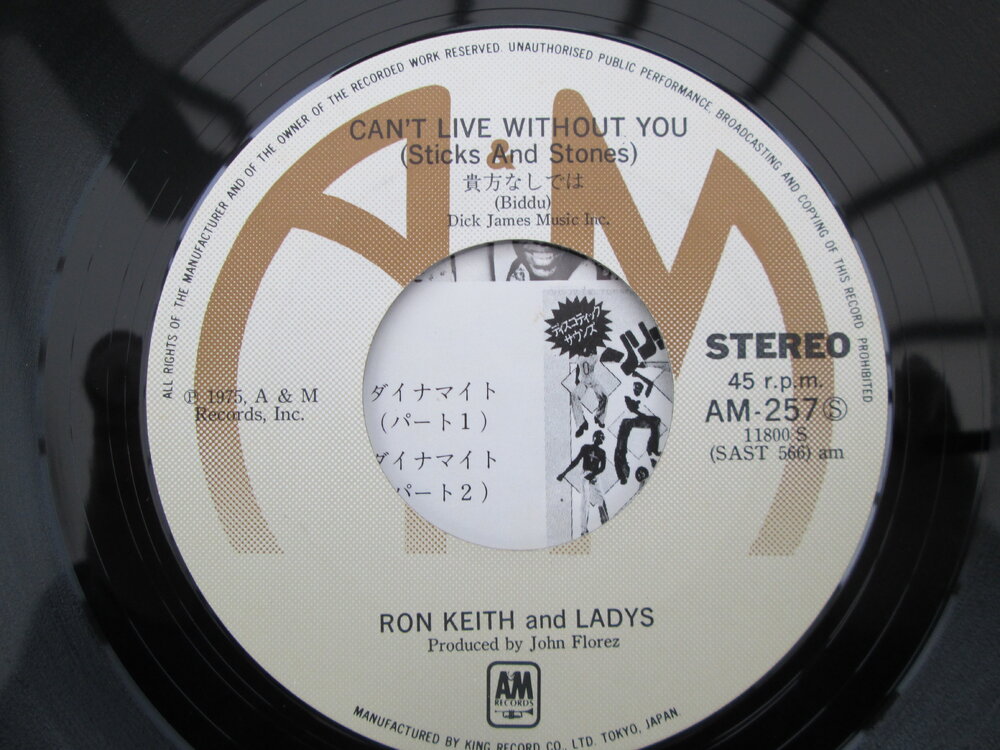 ALL RIGHTS OF THE MANUFACTURER AND OF THE OWNER OF THE RECORDED WORK RESERVED. UNAUTHORISED PUBLIC PERFORMANCE, BROADCASTING AND COPYING OF THIS RECORD PROHIBITED
A&M
CAN'T LIVE WITHOUT YOU
(Sticks And Stones)
貴方なしでは
(Biddu)
Dick James Music Inc.
ディスコティック
サウンズ
STEREO
45 r.p.m.
AM-257Ⓢ
11800 S
(SAST 566) am
℗ 1975, A & M
Records, Inc.
ダイナマイト
(パート1)
ダイナマイト
パート2)
RON KEITH and LADYS
Produced by John Florez
AM
RECORDS
MANUFACTURED BY KING RECORD CO., LTD. TOKYO, JAPAN.